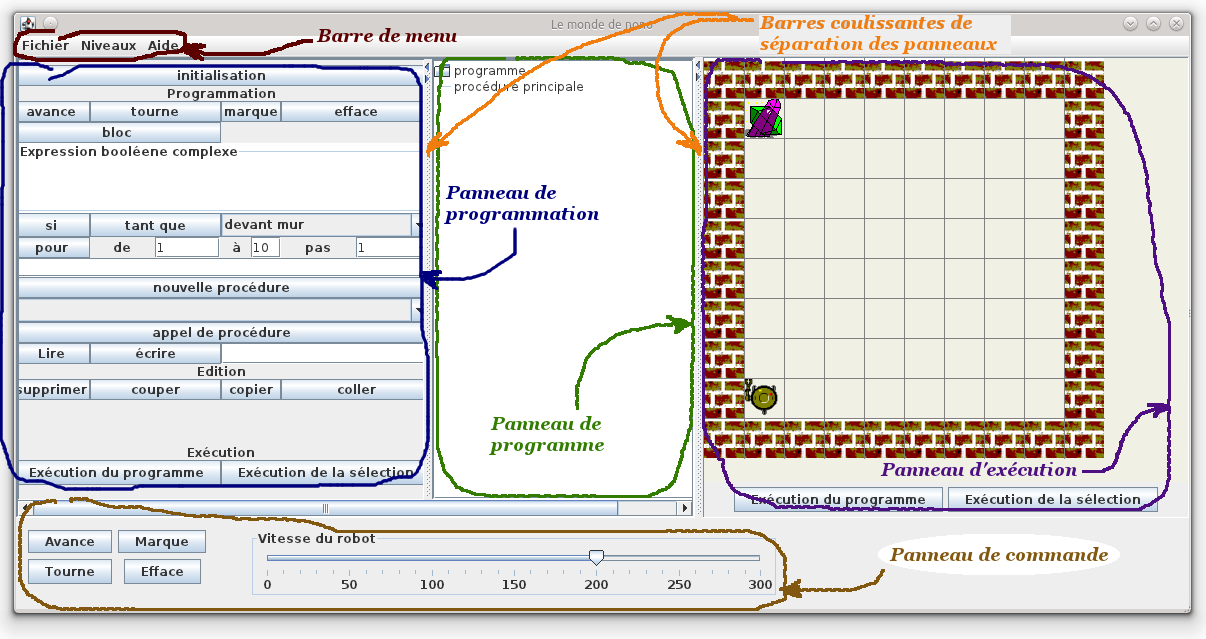 Le monde de nono
Fichier Niveaux Aide
Barre de menu
Barres coulissantes de
séparation des panneaux
initialisation
Programmation
avance tourne marque efface
bloc
Expression booléene complexe
si tant que devant mur
pour de 1 à 10 pas 1
nouvelle procédure
appel de procédure
Lire écrire
Edition
supprimer couper copier coller
Exécution
Exécution du programme Exécution de la sélection
programme
procédure principale
Panneau de
programmation
Panneau de
programme
Panneau d'exécution
Exécution du programme Exécution de la sélection
Avance Marque
Tourne Efface
Vitesse du robot
0 50 100 150 200 250 300
Panneau de commande